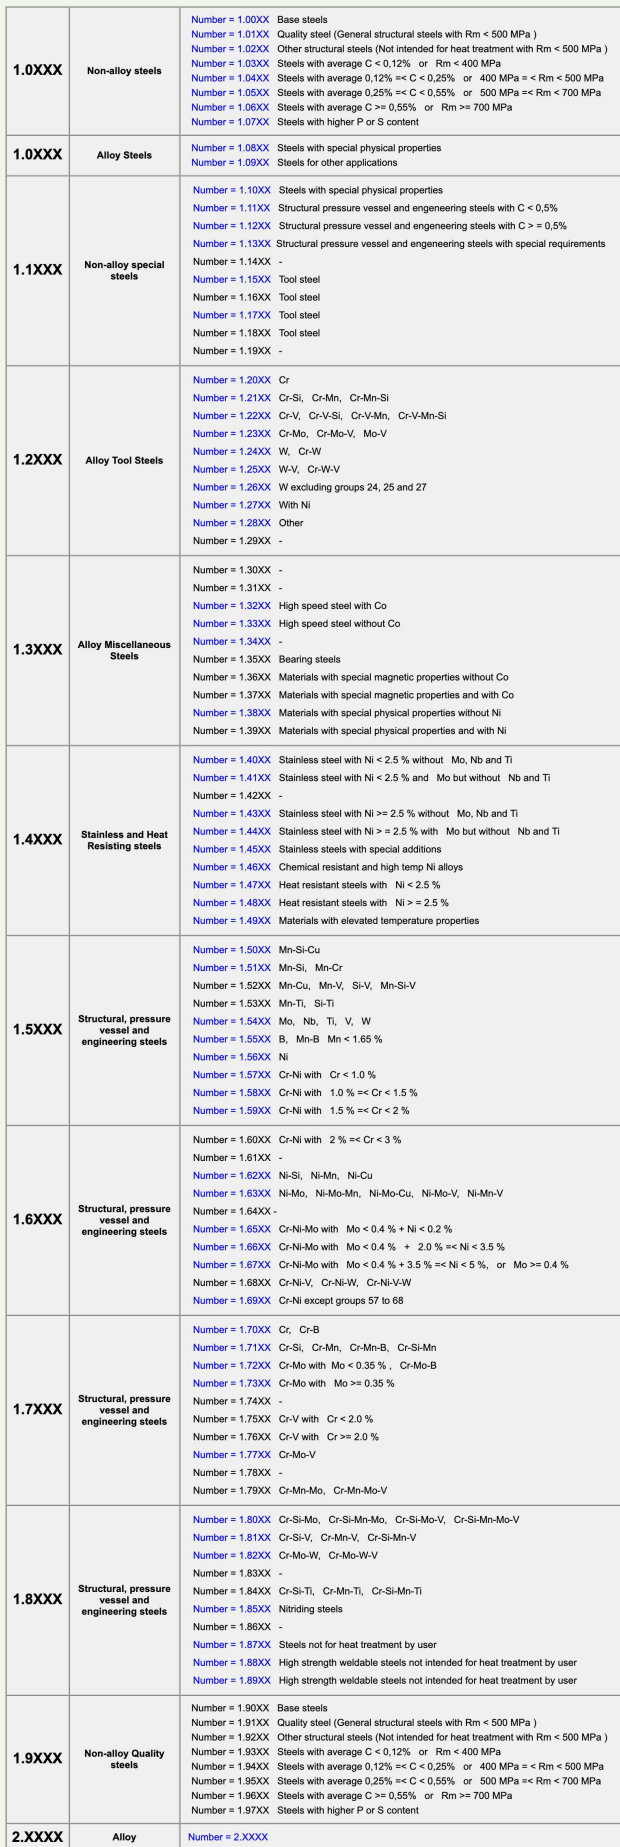 1.0XXX
Non-alloy steels
Number = 1.00XX Base steels
Number = 1.01XX Quality steel (General structural steels with Rm < 500 MPa )
Number = 1.02XX Other structural steels (Not intended for heat treatment with Rm < 500 MPa )
Number = 1.03XX Steels with average C < 0,12% or Rm < 400 MPa
Number = 1.04XX Steels with average 0,12% =< C < 0,25% or 400 MPa = < Rm < 500 MPa
Number = 1.05XX Steels with average 0,25% =< C < 0,55% or 500 MPa =< Rm < 700 MPa
Number = 1.06XX Steels with average C >= 0,55% or Rm >= 700 MPa
Number = 1.07XX Steels with higher P or S content
1.0XXX
Alloy Steels
Number = 1.08XX Steels with special physical properties
Number = 1.09XX Steels for other applications
1.1XXX
Non-alloy special
steels
Number = 1.10XX Steels with special physical properties
Number = 1.11XX Structural pressure vessel and engeneering steels with C < 0,5%
Number = 1.12XX Structural pressure vessel and engeneering steels with C > = 0,5%
Number = 1.13XX Structural pressure vessel and engeneering steels with special requirements
Number = 1.14XX -
Number = 1.15XX Tool steel
Number = 1.16XX Tool steel
Number = 1.17XX Tool steel
Number = 1.18XX Tool steel
Number = 1.19XX -
1.2XXX
Alloy Tool Steels
Number = 1.20XX Cr
Number = 1.21XX Cr-Si, Cr-Mn, Cr-Mn-Si
Number = 1.22XX Cr-V, Cr-V-Si, Cr-V-Mn, Cr-V-Mn-Si
Number = 1.23XX Cr-Mo, Cr-Mo-V, Mo-V
Number = 1.24XX W, Cr-W
Number = 1.25XX W-V, Cr-W-V
Number = 1.26XX W excluding groups 24, 25 and 27
Number = 1.27XX With Ni
Number = 1.28XX Other
Number = 1.29XX -
1.3XXX
Alloy Miscellaneous
Steels
Number = 1.30XX -
Number = 1.31XX -
Number = 1.32XX High speed steel with Co
Number = 1.33XX High speed steel without Co
Number = 1.34XX -
Number = 1.35XX Bearing steels
Number = 1.36XX Materials with special magnetic properties without Co
Number = 1.37XX Materials with special magnetic properties and with Co
Number = 1.38XX Materials with special physical properties without Ni
Number = 1.39XX Materials with special physical properties and with Ni
1.4XXX
Stainless and Heat
Resisting steels
Number = 1.40XX Stainless steel with Ni < 2.5 % without Mo, Nb and Ti
Number = 1.41XX Stainless steel with Ni < 2.5 % and Mo but without Nb and Ti
Number = 1.42XX -
Number = 1.43XX Stainless steel with Ni >= 2.5 % without Mo, Nb and Ti
Number = 1.44XX Stainless steel with Ni > = 2.5 % with Mo but without Nb and Ti
Number = 1.45XX Stainless steels with special additions
Number = 1.46XX Chemical resistant and high temp Ni alloys
Number = 1.47XX Heat resistant steels with Ni < 2.5 %
Number = 1.48XX Heat resistant steels with Ni > = 2.5 %
Number = 1.49XX Materials with elevated temperature properties
1.5XXX
Structural, pressure
vessel and
engineering steels
Number = 1.50XX Mn-Si-Cu
Number = 1.51XX Mn-Si, Mn-Cr
Number = 1.52XX Mn-Cu, Mn-V, Si-V, Mn-Si-V
Number = 1.53XX Mn-Ti, Si-Ti
Number = 1.54XX Mo, Nb, Ti, V, W
Number = 1.55XX B, Mn-B Mn < 1.65 %
Number = 1.56XX Ni
Number = 1.57XX Cr-Ni with Cr < 1.0 %
Number = 1.58XX Cr-Ni with 1.0 % =< Cr < 1.5 %
Number = 1.59XX Cr-Ni with 1.5 % =< Cr < 2 %
1.6XXX
Structural, pressure
vessel and
engineering steels
Number = 1.60XX Cr-Ni with 2 % =< Cr < 3 %
Number = 1.61XX -
Number = 1.62XX Ni-Si, Ni-Mn, Ni-Cu
Number = 1.63XX Ni-Mo, Ni-Mo-Mn, Ni-Mo-Cu, Ni-Mo-V, Ni-Mn-V
Number = 1.64XX -
Number = 1.65XX Cr-Ni-Mo with Mo < 0.4 % + Ni < 0.2 %
Number = 1.66XX Cr-Ni-Mo with Mo < 0.4 % + 2.0 % =< Ni < 3.5 %
Number = 1.67XX Cr-Ni-Mo with Mo < 0.4 % + 3.5 % =< Ni < 5 %, or Mo >= 0.4 %
Number = 1.68XX Cr-Ni-V, Cr-Ni-W, Cr-Ni-V-W
Number = 1.69XX Cr-Ni except groups 57 to 68
1.7XXX
Structural, pressure
vessel and
engineering steels
Number = 1.70XX Cr, Cr-B
Number = 1.71XX Cr-Si, Cr-Mn, Cr-Mn-B, Cr-Si-Mn
Number = 1.72XX Cr-Mo with Mo < 0.35 % , Cr-Mo-B
Number = 1.73XX Cr-Mo with Mo >= 0.35 %
Number = 1.74XX -
Number = 1.75XX Cr-V with Cr < 2.0 %
Number = 1.76XX Cr-V with Cr >= 2.0 %
Number = 1.77XX Cr-Mo-V
Number = 1.78XX -
Number = 1.79XX Cr-Mn-Mo, Cr-Mn-Mo-V
1.8XXX
Structural, pressure
vessel and
engineering steels
Number = 1.80XX Cr-Si-Mo, Cr-Si-Mn-Mo, Cr-Si-Mo-V, Cr-Si-Mn-Mo-V
Number = 1.81XX Cr-Si-V, Cr-Mn-V, Cr-Si-Mn-V
Number = 1.82XX Cr-Mo-W, Cr-Mo-W-V
Number = 1.83XX -
Number = 1.84XX Cr-Si-Ti, Cr-Mn-Ti, Cr-Si-Mn-Ti
Number = 1.85XX Nitriding steels
Number = 1.86XX -
Number = 1.87XX Steels not for heat treatment by user
Number = 1.88XX High strength weldable steels not intended for heat treatment by user
Number = 1.89XX High strength weldable steels not intended for heat treatment by user
1.9XXX
Non-alloy Quality
steels
Number = 1.90XX Base steels
Number = 1.91XX Quality steel (General structural steels with Rm < 500 MPa )
Number = 1.92XX Other structural steels (Not intended for heat treatment with Rm < 500 MPa )
Number = 1.93XX Steels with average C < 0,12% or Rm < 400 MPa
Number = 1.94XX Steels with average 0,12% =< C < 0,25% or 400 MPa = < Rm < 500 MPa
Number = 1.95XX Steels with average 0,25% =< C < 0,55% or 500 MPa =< Rm < 700 MPa
Number = 1.96XX Steels with average C >= 0,55% or Rm >= 700 MPa
Number = 1.97XX Steels with higher P or S content
2.XXXX
Alloy
Number = 2.XXXX